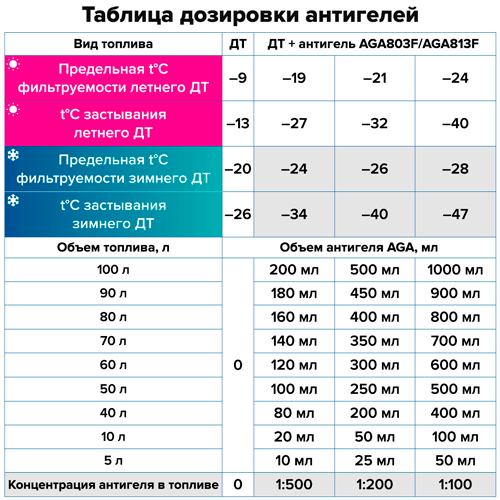 Таблица дозировки антигелей
Вид топлива ДТ ДТ + антигель AGA803F/AGA813F
Предельная t°C
фильтруемости летнего ДТ –9 –19 –21 –24
t°C застывания
летнего ДТ –13 –27 –32 –40
Предельная t°C
фильтруемости зимнего ДТ –20 –24 –26 –28
t°C застывания
зимнего ДТ –26 –34 –40 –47
Объем топлива, л Объем антигеля AGA, мл
100 л 200 мл 500 мл 1000 мл
90 л 180 мл 450 мл 900 мл
80 л 160 мл 400 мл 800 мл
70 л 140 мл 350 мл 700 мл
60 л 0 120 мл 300 мл 600 мл
50 л 100 мл 250 мл 500 мл
40 л 80 мл 200 мл 400 мл
10 л 20 мл 50 мл 100 мл
5 л 10 мл 25 мл 50 мл
Концентрация антигеля в топливе 0 1:500 1:200 1:100